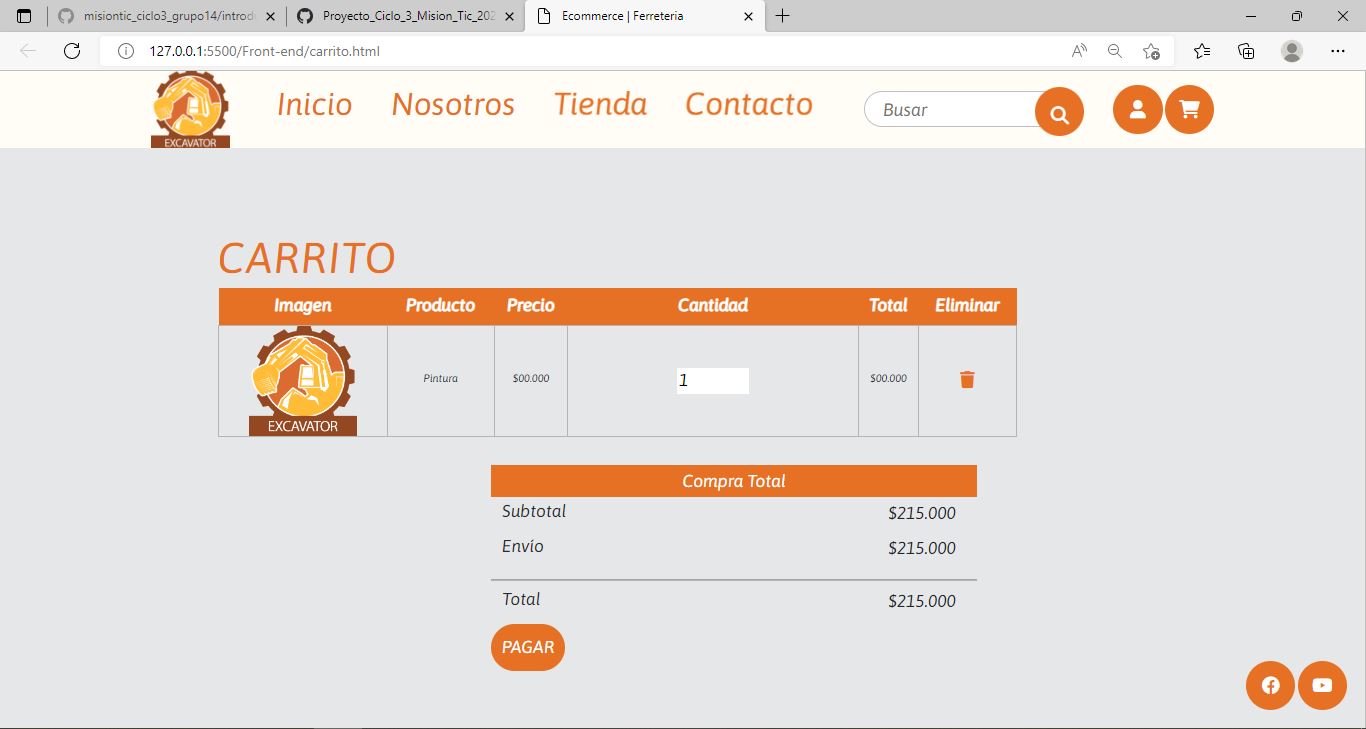 misiontic_ciclo3_grupo14/introd
Proyecto_Ciclo_3_Mision_Tic_202
Ecommerce | Ferreteria
127.0.0.1:5500/Front-end/carrito.html
EXCAVATOR
Inicio Nosotros Tienda Contacto
Busar
CARRITO
Imagen Producto Precio Cantidad Total Eliminar
EXCAVATOR
Pintura $00.000 1 $00.000
Compra Total
Subtotal $215.000
Envío $215.000
Total $215.000
PAGAR